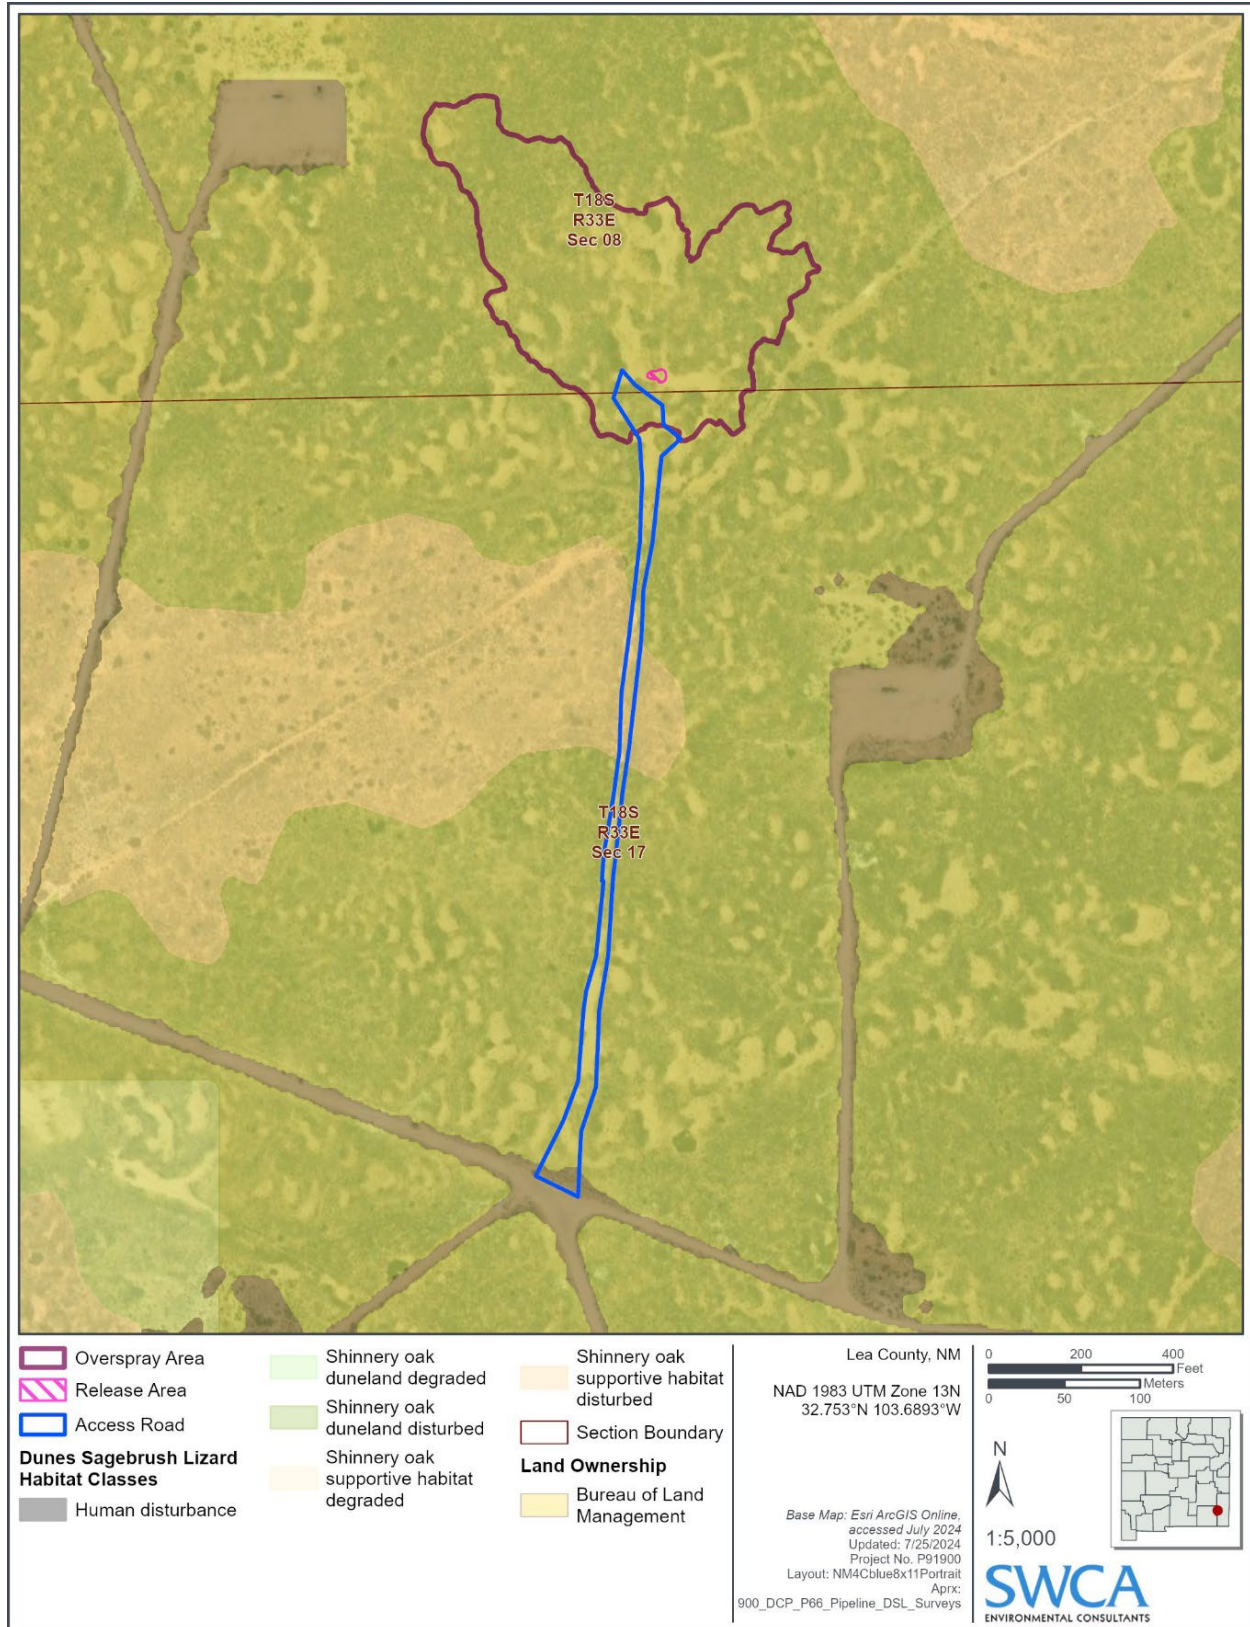 T18S
R33E
Sec 08
T18S
R33E
Sec 17
Overspray Area
Release Area
Access Road
Dunes Sagebrush Lizard
Habitat Classes
Human disturbance
Shinnery oak
duneland degraded
Shinnery oak
duneland disturbed
Shinnery oak
supportive habitat
degraded
Shinnery oak
supportive habitat
disturbed
Section Boundary
Land Ownership
Bureau of Land
Management
Lea County, NM
NAD 1983 UTM Zone 13N
32.753°N 103.6893°W
Base Map: Esri ArcGIS Online,
accessed July 2024
Updated: 7/25/2024
Project No. P91900
Layout: NM4Cblue8x11Portrait
Aprx:
900_DCP_P66_Pipeline_DSL_Surveys
0 200 400
Feet
Meters
0 50 100
N
1:5,000
SWCA
ENVIRONMENTAL CONSULTANTS